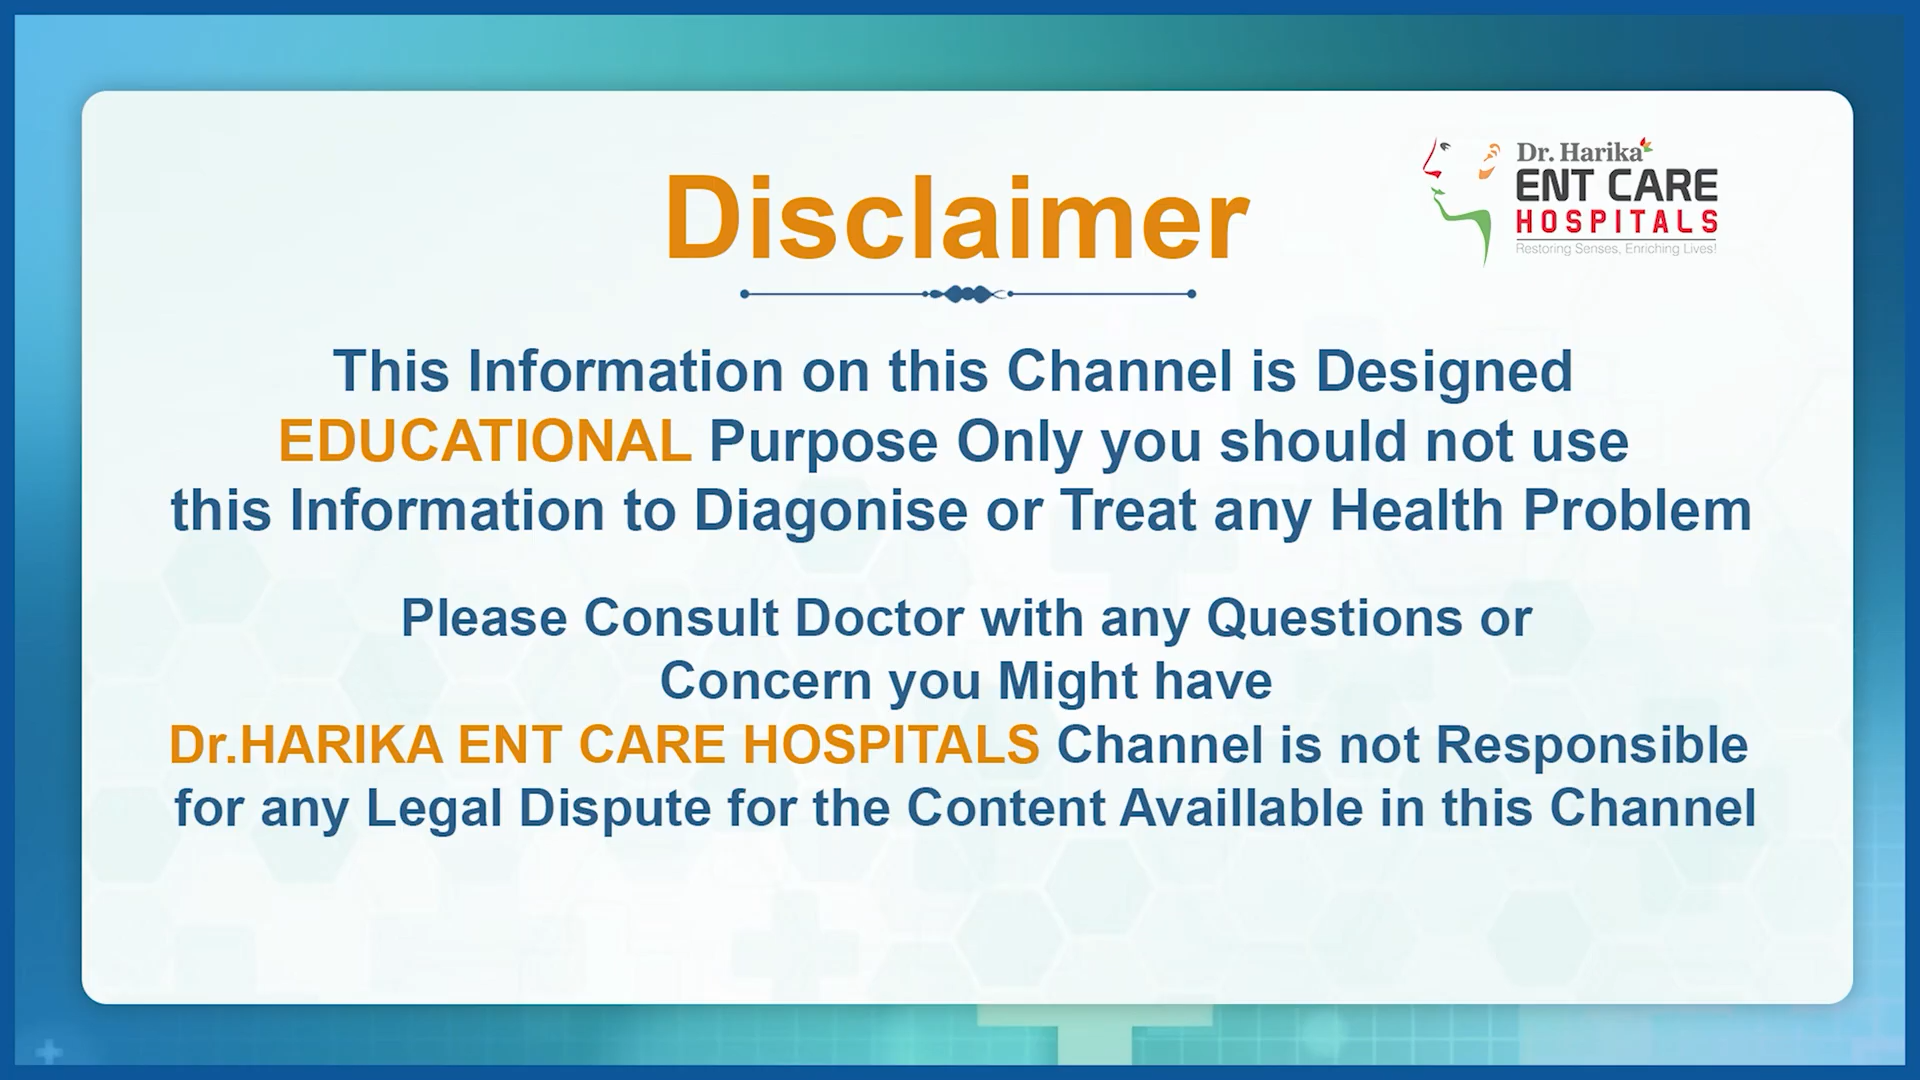 Dr. Harika
ENT CARE
HOSPITALS
Restoring Senses, Enriching Lives!
Disclaimer
This Information on this Channel is Designed
EDUCATIONAL Purpose Only you should not use
this Information to Diagonise or Treat any Health Problem
Please Consult Doctor with any Questions or
Concern you Might have
Dr.HARIKA ENT CARE HOSPITALS Channel is not Responsible
for any Legal Dispute for the Content Availlable in this Channel